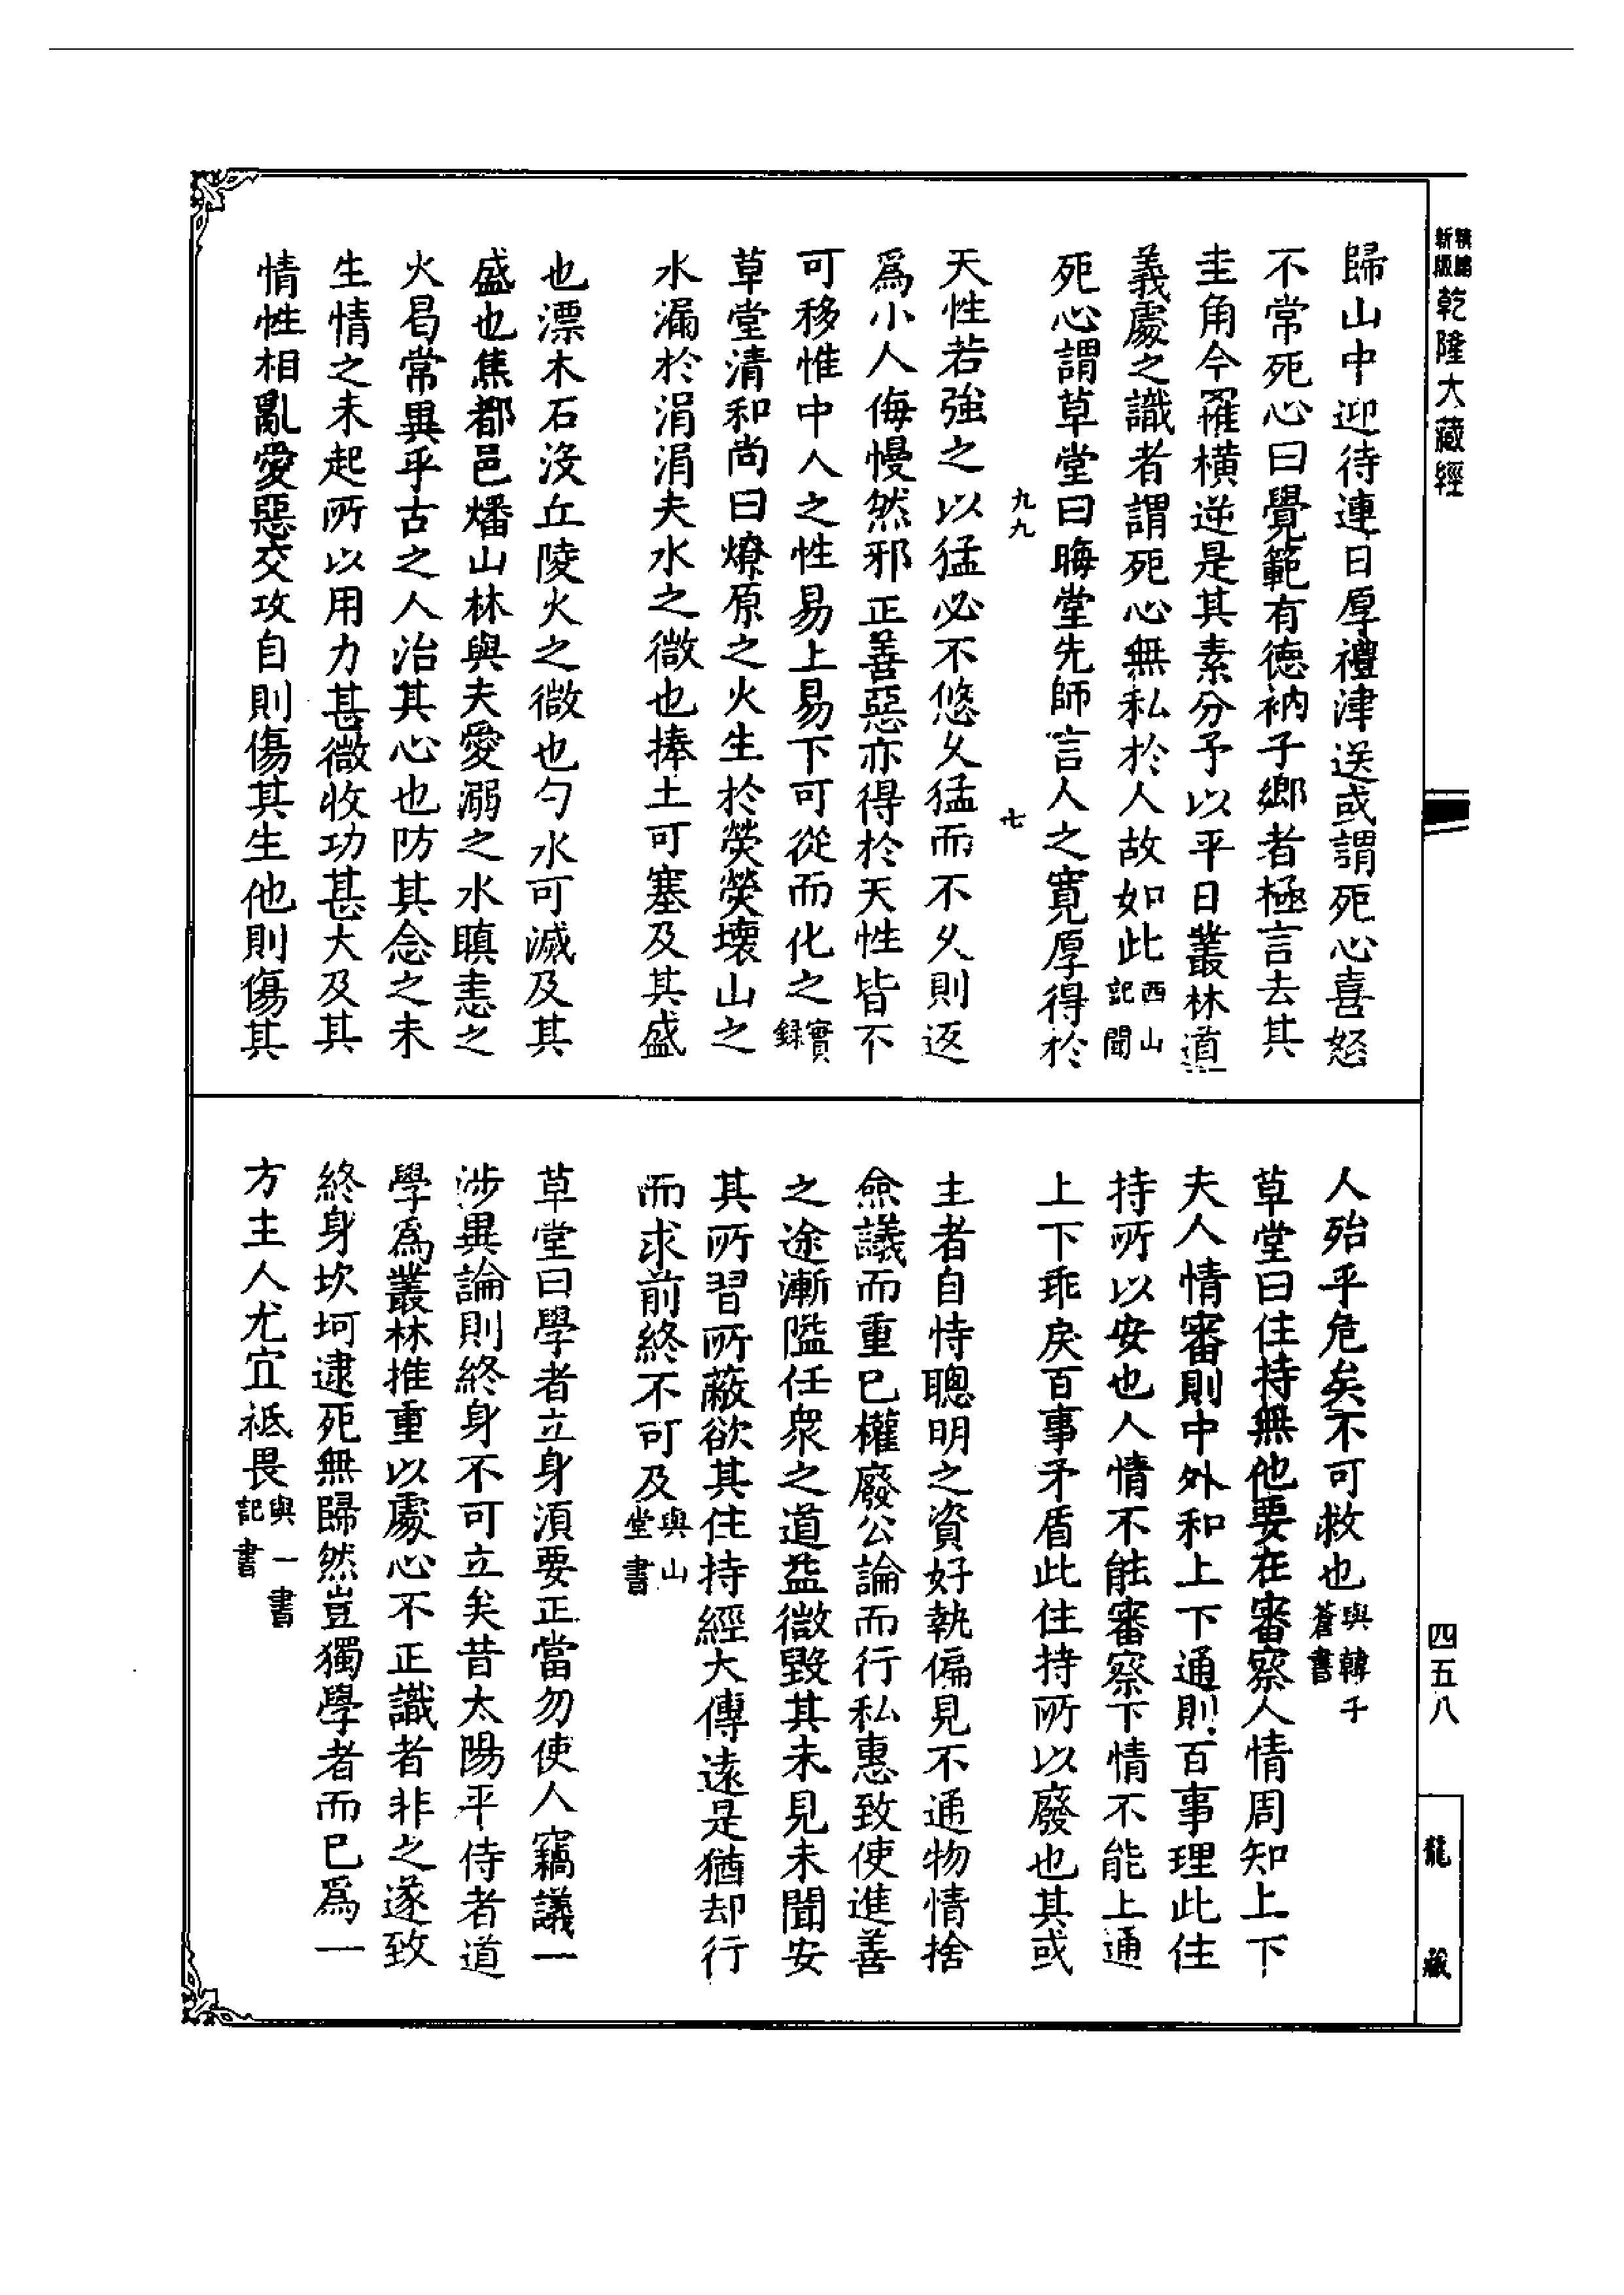 新版精縮乾隆大藏經
歸山中迎待連日厚禮津送或謂死心喜怒
不常死心曰覺範有德衲子鄉者極言去其
圭角今罹橫逆是其素分予以平日叢林道
義處之識者謂死心無私於人故如此西山記聞
死心謂草堂曰晦堂先師言人之寬厚得於
九九 七
天性若強之以猛必不悠久猛而不久則返
爲小人侮慢然邪正善惡亦得於天性皆不
可移惟中人之性易上易下可從而化之實録
草堂清和尚曰燎原之火生於熒熒壞山之
水漏於涓涓夫水之微也捧土可塞及其盛
也漂木石沒丘陵火之微也勺水可滅及其
盛也焦都邑燔山林與夫愛溺之水瞋恚之
火曷常異乎古之人治其心也防其念之未
生情之未起所以用力甚微收功甚大及其
情性相亂愛惡交攻自則傷其生他則傷其
人殆乎危矣不可救也與韓子蒼書
草堂曰住持無他要在審察人情周知上下
夫人情審則中外和上下通則百事理此住
持所以安也人情不能審察下情不能上通
上下乖戾百事矛盾此住持所以廢也其或
主者自恃聰明之資好執偏見不通物情捨
僉議而重己權廢公論而行私惠致使進善
之途漸隘任衆之道益微毀其未見未聞安
其所習所蔽欲其住持經大傳遠是猶却行
而求前終不可及與山堂書
草堂曰學者立身須要正當勿使人竊議一
涉異論則終身不可立矣昔太陽平侍者道
學爲叢林推重以處心不正識者非之遂致
終身坎坷逮死無歸然豈獨學者而已爲一
方主人尤宜祗畏與一書記書
四五八
龍藏